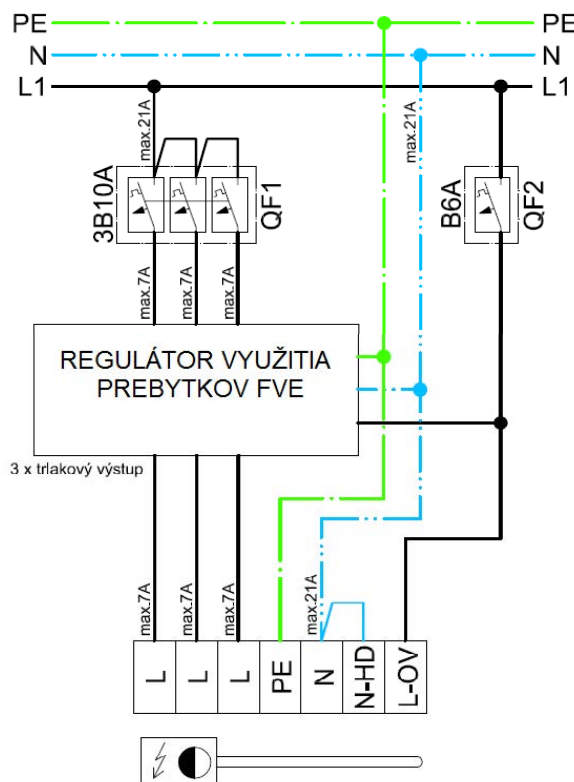 PE PE
N N
L1 L1
max.21A
max.21A
3B10A
QF1
B6A
QF2
max.7A
max.7A
max.7A
REGULÁTOR VYUŽITIA
PREBYTKOV FVE
3 x trlakový výstup
max.7A
max.7A
max.7A
max.21A
L
L
L
PE
N
N-HD
L-OV